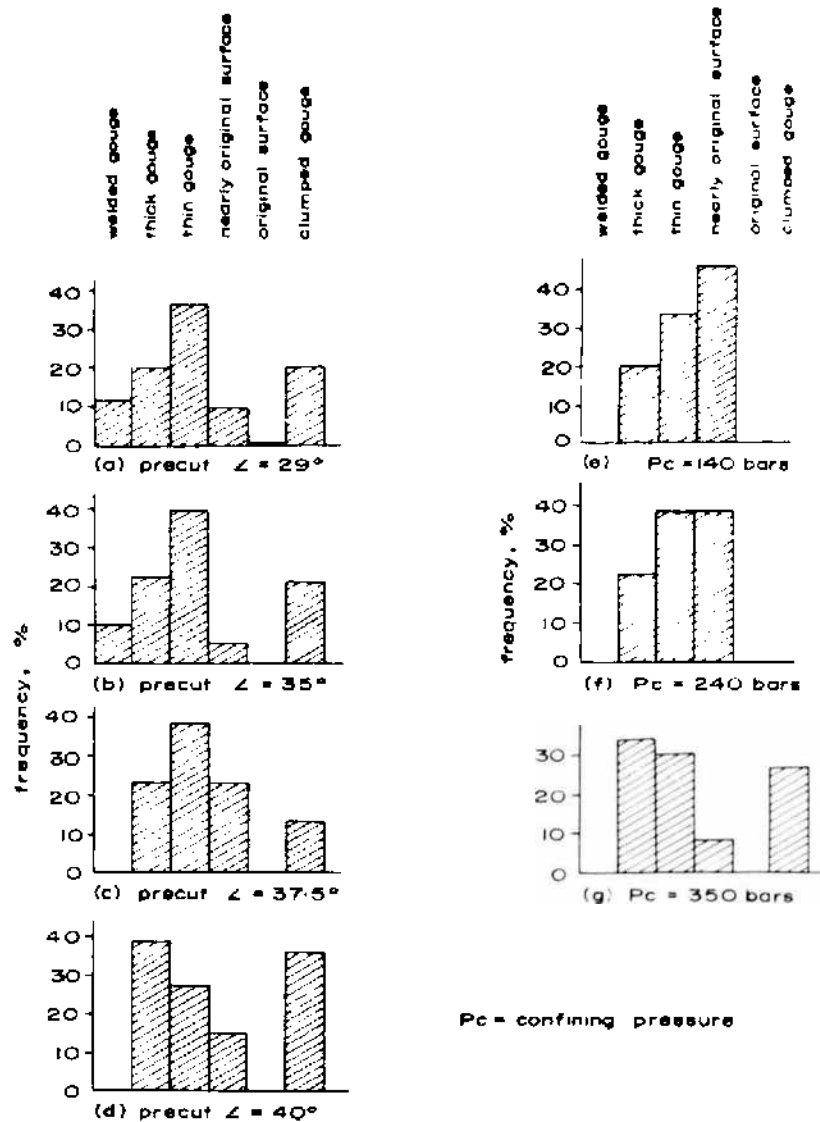 welded gouge
thick gouge
thin gouge
nearly original surface
original surface
clumped gouge
welded gouge
thick gouge
thin gouge
nearly original surface
original surface
clumped gouge
frequency, %
40
30
20
10
0
(a) precut ∠ = 29°
40
30
20
10
0
(b) precut ∠ = 35°
40
30
20
10
0
(c) precut ∠ = 37·5°
40
30
20
10
0
(d) precut ∠ = 40°
frequency, %
40
30
20
10
0
(e) Pc = 140 bars
40
30
20
10
0
(f) Pc = 240 bars
30
20
10
0
(g) Pc = 350 bars
Pc = confining pressure